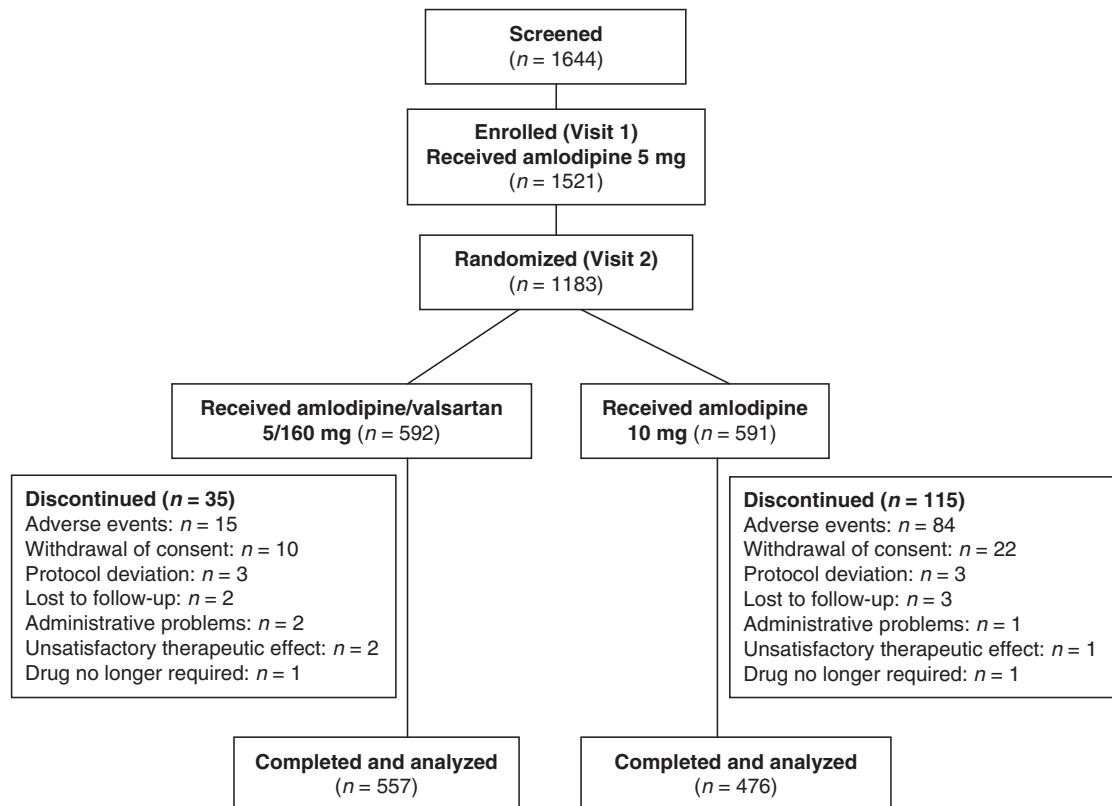 Screened
(n = 1644)
Enrolled (Visit 1)
Received amlodipine 5 mg
(n = 1521)
Randomized (Visit 2)
(n = 1183)
Received amlodipine/valsartan
5/160 mg (n = 592)
Received amlodipine
10 mg (n = 591)
Discontinued (n = 35)
Adverse events: n = 15
Withdrawal of consent: n = 10
Protocol deviation: n = 3
Lost to follow-up: n = 2
Administrative problems: n = 2
Unsatisfactory therapeutic effect: n = 2
Drug no longer required: n = 1
Discontinued (n = 115)
Adverse events: n = 84
Withdrawal of consent: n = 22
Protocol deviation: n = 3
Lost to follow-up: n = 3
Administrative problems: n = 1
Unsatisfactory therapeutic effect: n = 1
Drug no longer required: n = 1
Completed and analyzed
(n = 557)
Completed and analyzed
(n = 476)